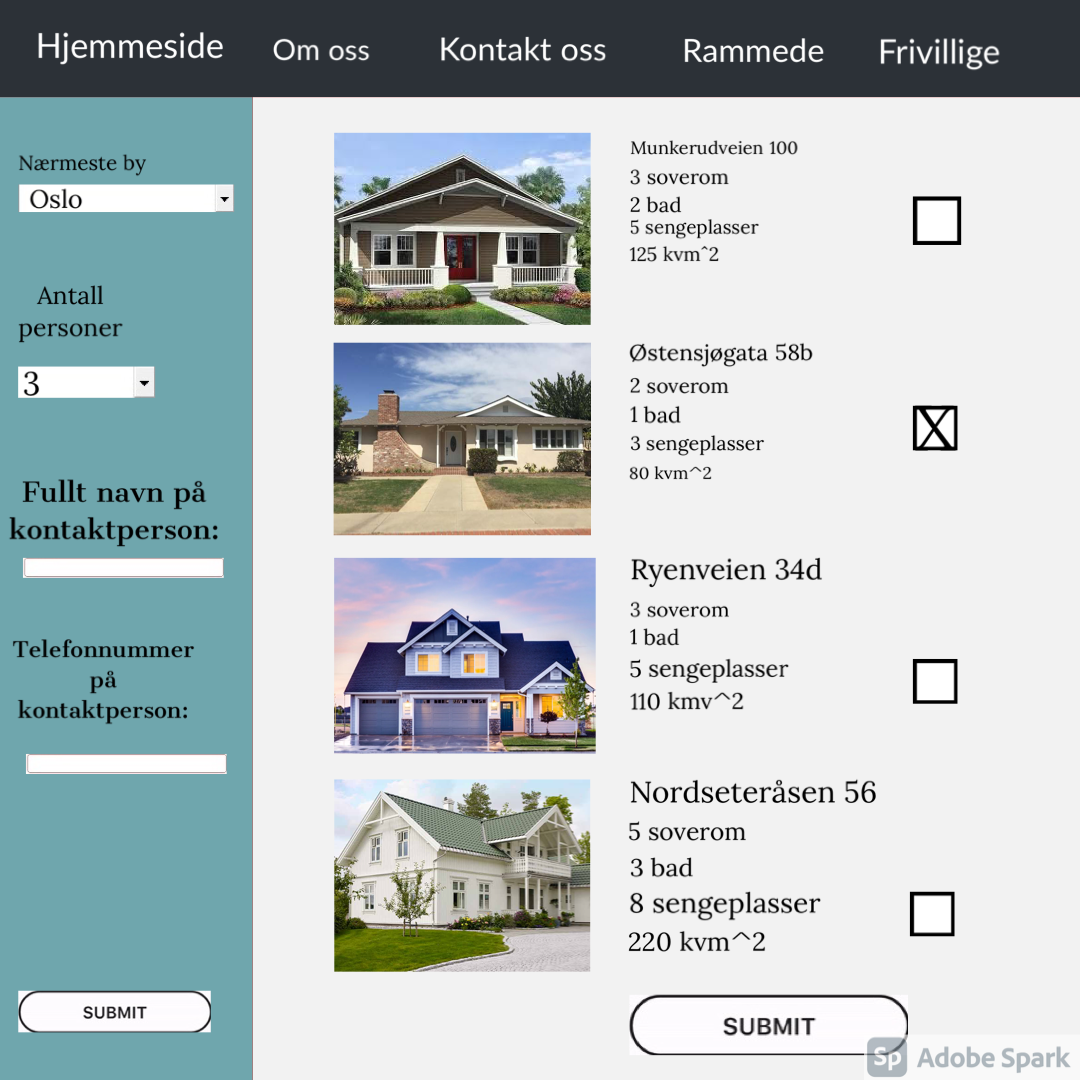 Hjemmeside
Om oss
Kontakt oss
Rammede
Frivillige
Nærmeste by
Oslo
Antall
personer
3
Fullt navn på
kontaktperson:
Telefonnummer
på
kontaktperson:
SUBMIT
Munkerudveien 100
3 soverom
2 bad
5 sengeplasser
125 kvm^2
Østensjøgata 58b
2 soverom
1 bad
3 sengeplasser
80 kvm^2
X
Ryenveien 34d
3 soverom
1 bad
5 sengeplasser
110 kmv^2
Nordseteråsen 56
5 soverom
3 bad
8 sengeplasser
220 kvm^2
SUBMIT
Sp Adobe Spark